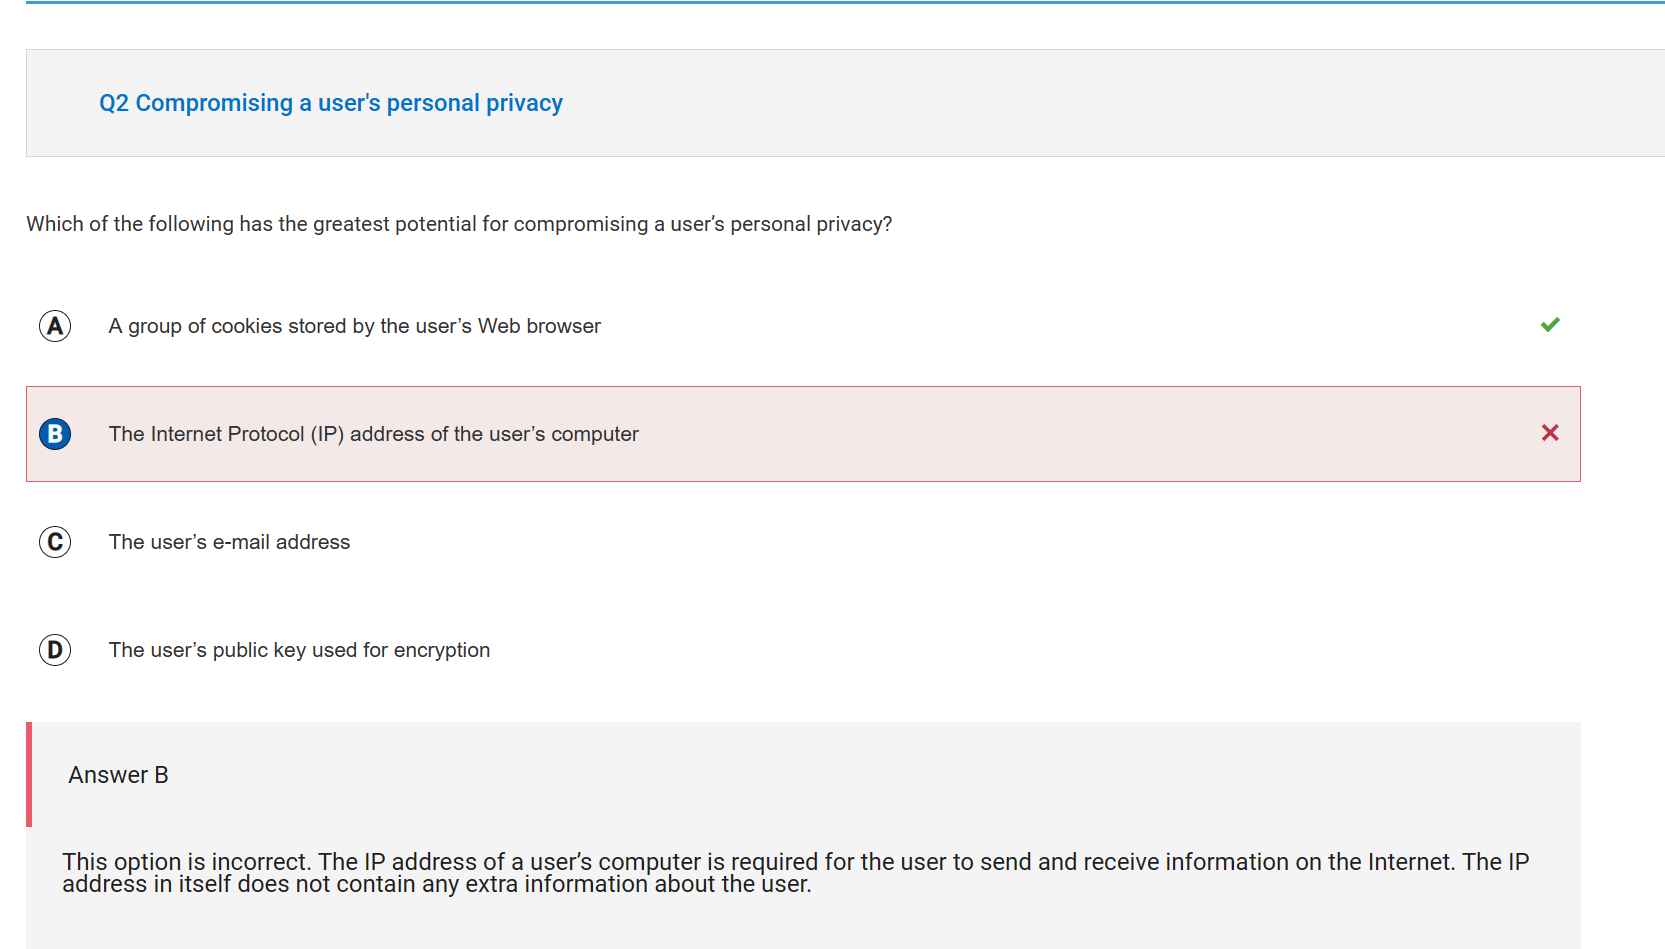 Q2 Compromising a user's personal privacy
Which of the following has the greatest potential for compromising a user’s personal privacy?
A A group of cookies stored by the user’s Web browser
B The Internet Protocol (IP) address of the user’s computer
C The user’s e-mail address
D The user’s public key used for encryption
Answer B
This option is incorrect. The IP address of a user’s computer is required for the user to send and receive information on the Internet. The IP
address in itself does not contain any extra information about the user.